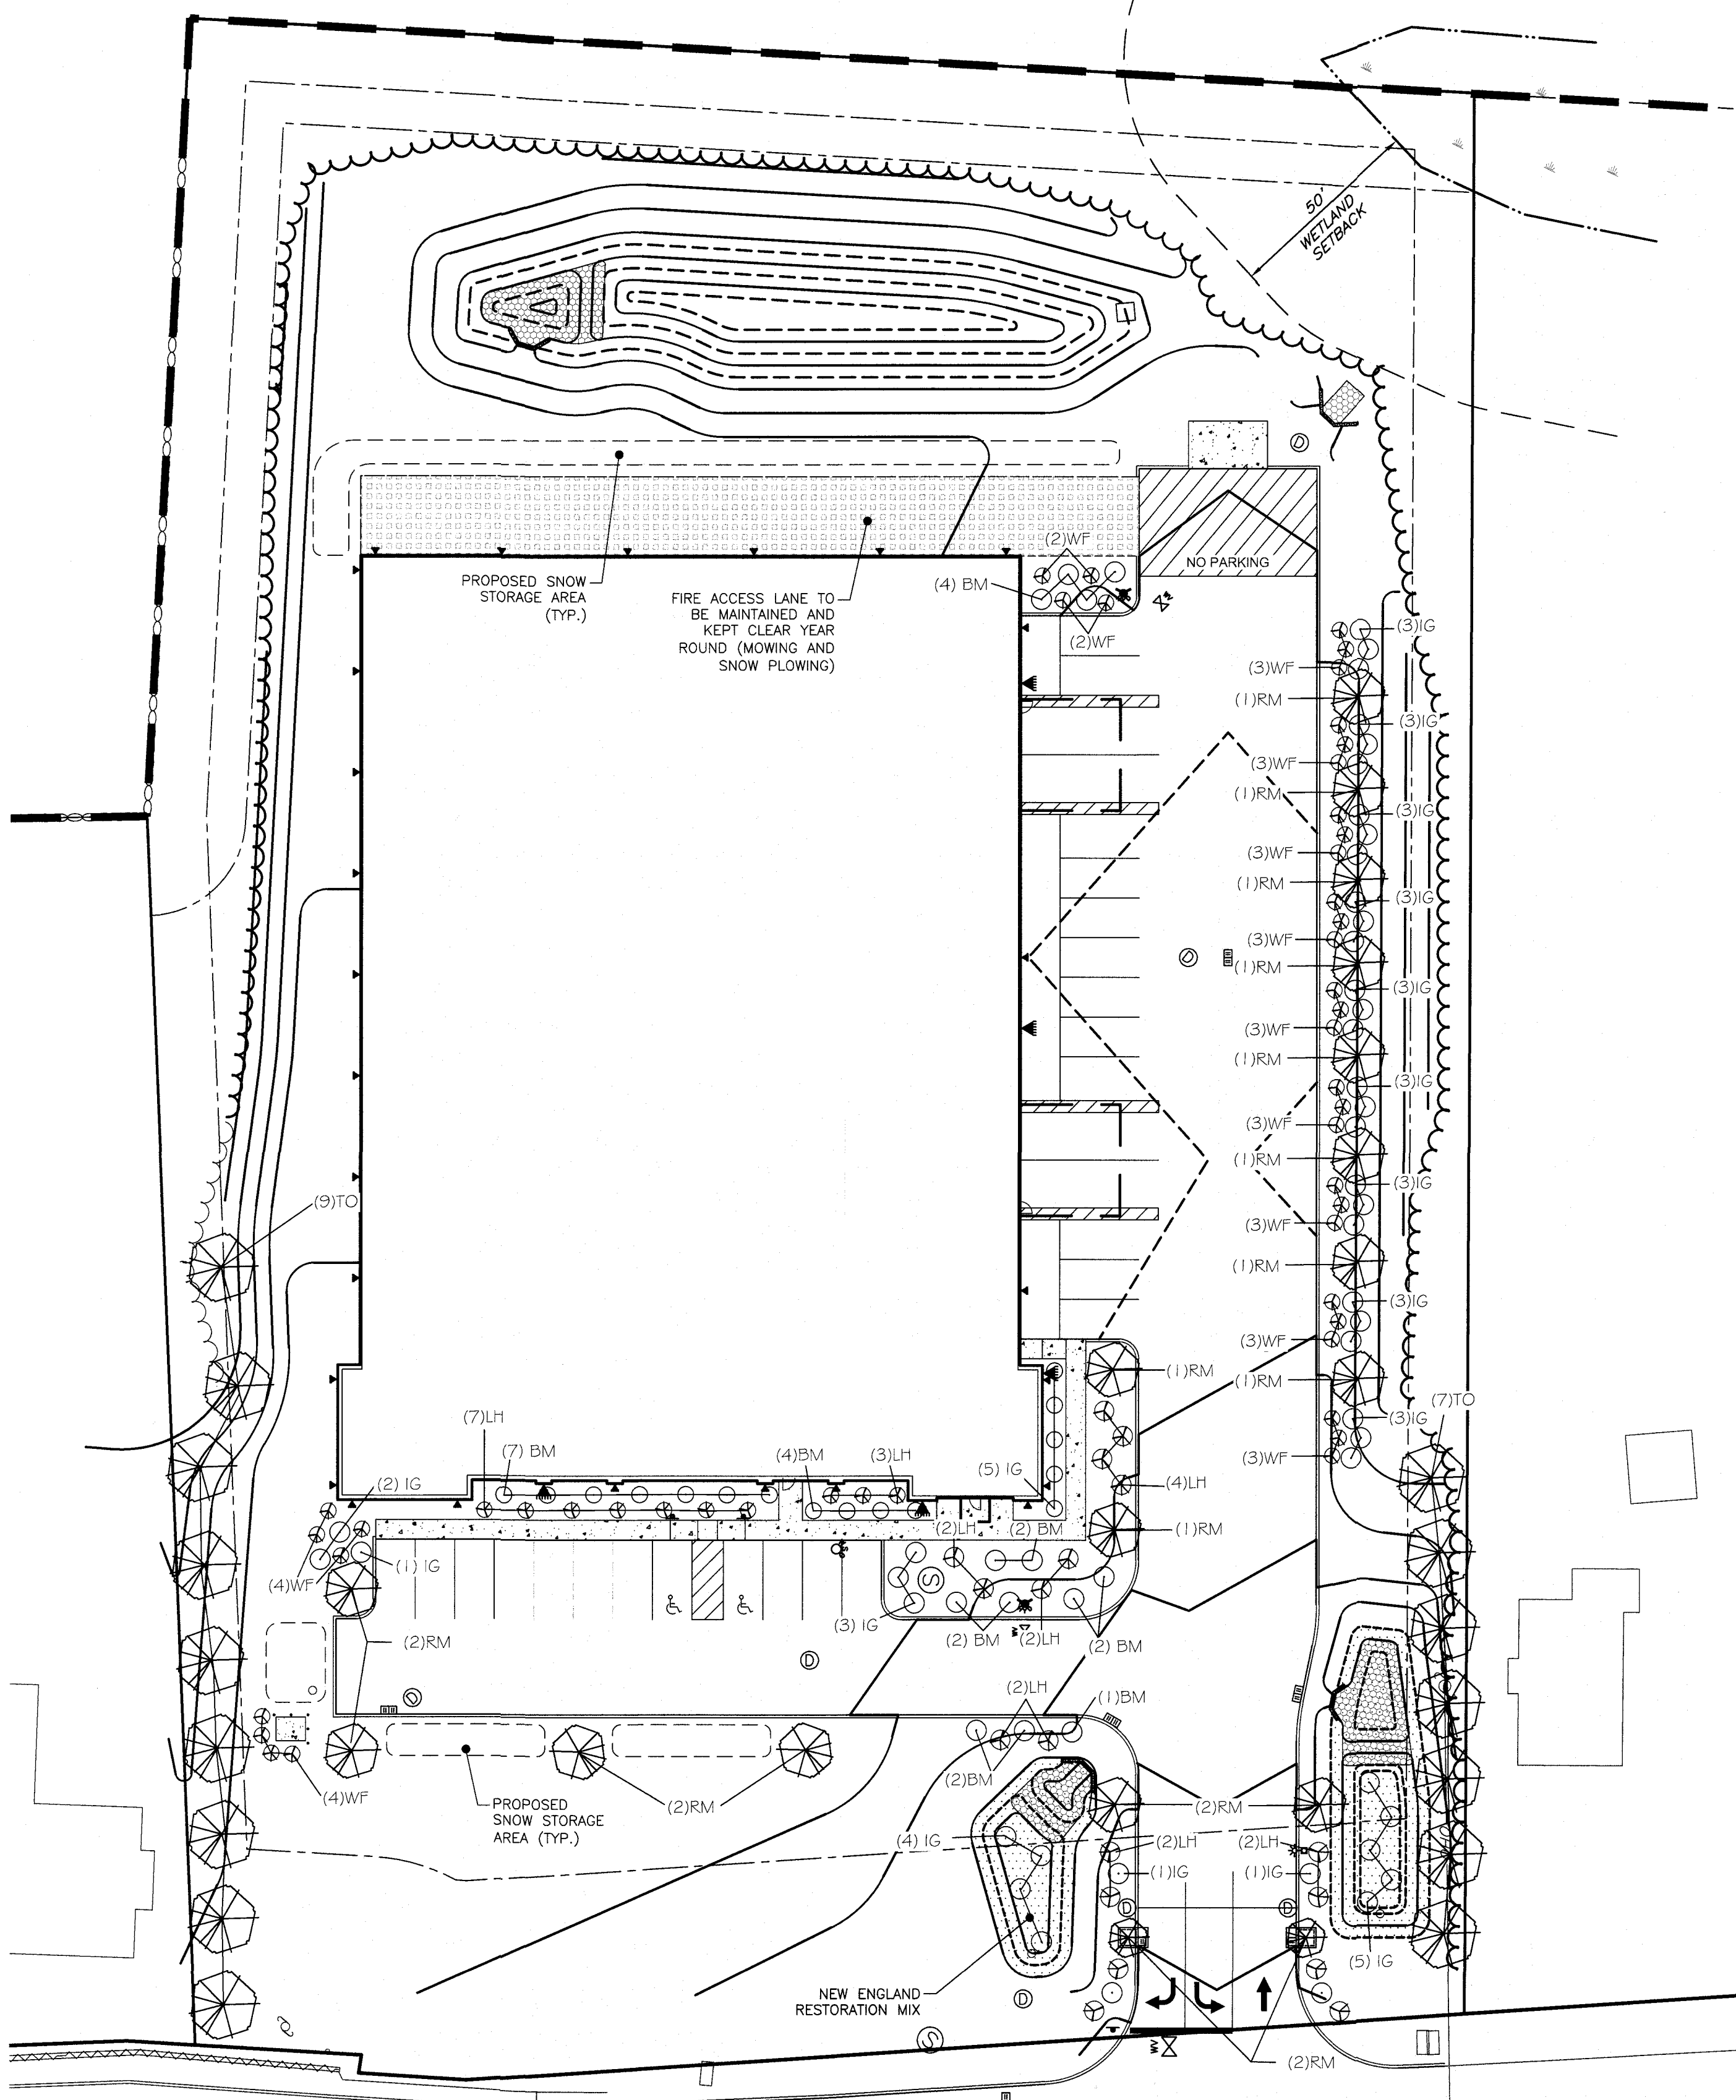 50'
WETLAND
SETBACK
PROPOSED SNOW
STORAGE AREA
(TYP.)
FIRE ACCESS LANE TO
BE MAINTAINED AND
KEPT CLEAR YEAR
ROUND (MOWING AND
SNOW PLOWING)
D
NO PARKING
(2)WF
(4) BM
(2)WF
(3)IG
(3)WF
(1)RM
(3)IG
(3)WF
(1)RM
(3)IG
(3)WF
(1)RM
(3)IG
(3)WF
D
(1)RM
(3)IG
(3)WF
(1)RM
(3)IG
(3)WF
(1)RM
(3)IG
(9)TO
(3)WF
(1)RM
(3)IG
(3)WF
(1)RM
(1)RM
(7)TO
(3)IG
(3)WF
(7)LH
(7) BM
(4)BM
(3)LH
(5) IG
(4)LH
(2) IG
(2)LH
(2) BM
(1)RM
(1) IG
(4)WF
S
(3) IG
(2) BM
(2)LH
(2) BM
(2)RM
D
D
(2)LH
(1)BM
(2)BM
(4)WF
PROPOSED
SNOW STORAGE
AREA (TYP.)
(2)RM
(2)RM
(4) IG
(2)LH
(2)LH
(1)IG
(1)IG
D
D
(5) IG
NEW ENGLAND
RESTORATION MIX
D
S
WV
(2)RM